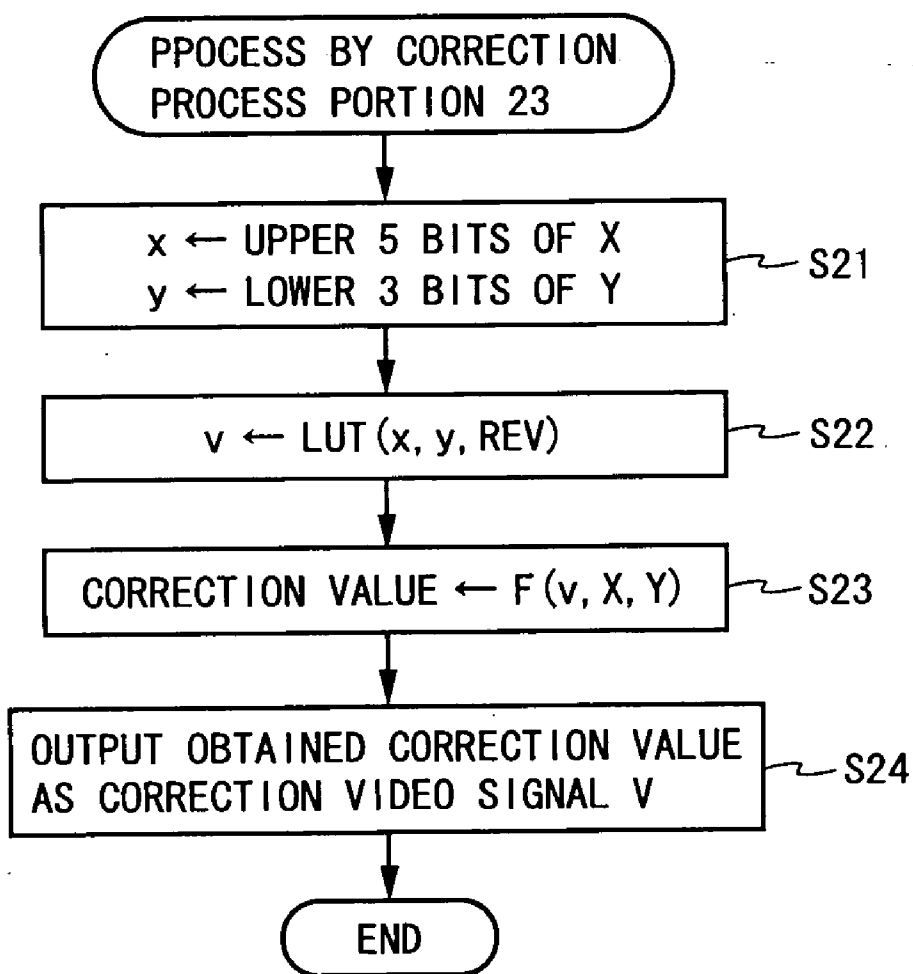 PPOCESS BY CORRECTION
PROCESS PORTION 23
x ← UPPER 5 BITS OF X
y ← LOWER 3 BITS OF Y
S21
v ← LUT(x, y, REV)
S22
CORRECTION VALUE ← F(v, X, Y)
S23
OUTPUT OBTAINED CORRECTION VALUE
AS CORRECTION VIDEO SIGNAL V
S24
END